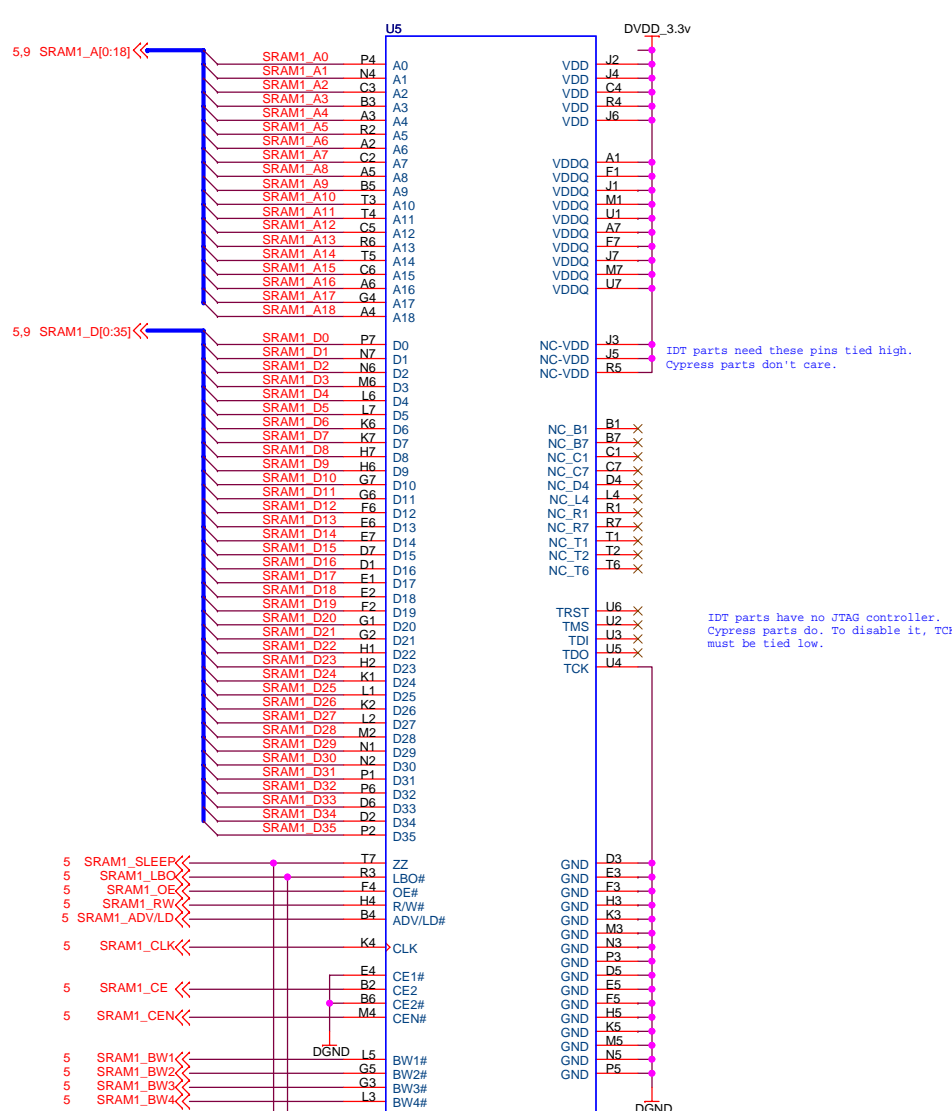 U5
DVDD_3.3v
5,9 SRAM1_A[0:18]
SRAM1_A0 P4 A0
SRAM1_A1 N4 A1
SRAM1_A2 C3 A2
SRAM1_A3 B3 A3
SRAM1_A4 A3 A4
SRAM1_A5 R2 A5
SRAM1_A6 A2 A6
SRAM1_A7 C2 A7
SRAM1_A8 A5 A8
SRAM1_A9 B5 A9
SRAM1_A10 T3 A10
SRAM1_A11 T4 A11
SRAM1_A12 C5 A12
SRAM1_A13 R6 A13
SRAM1_A14 T5 A14
SRAM1_A15 C6 A15
SRAM1_A16 A6 A16
SRAM1_A17 G4 A17
SRAM1_A18 A4 A18
5,9 SRAM1_D[0:35]
SRAM1_D0 P7 D0
SRAM1_D1 N7 D1
SRAM1_D2 N6 D2
SRAM1_D3 M6 D3
SRAM1_D4 L6 D4
SRAM1_D5 L7 D5
SRAM1_D6 K6 D6
SRAM1_D7 K7 D7
SRAM1_D8 H7 D8
SRAM1_D9 H6 D9
SRAM1_D10 G7 D10
SRAM1_D11 G6 D11
SRAM1_D12 F6 D12
SRAM1_D13 E6 D13
SRAM1_D14 E7 D14
SRAM1_D15 D7 D15
SRAM1_D16 D1 D16
SRAM1_D17 E1 D17
SRAM1_D18 E2 D18
SRAM1_D19 F2 D19
SRAM1_D20 G1 D20
SRAM1_D21 G2 D21
SRAM1_D22 H1 D22
SRAM1_D23 H2 D23
SRAM1_D24 K1 D24
SRAM1_D25 L1 D25
SRAM1_D26 K2 D26
SRAM1_D27 L2 D27
SRAM1_D28 M2 D28
SRAM1_D29 N1 D29
SRAM1_D30 N2 D30
SRAM1_D31 P1 D31
SRAM1_D32 P6 D32
SRAM1_D33 D6 D33
SRAM1_D34 D2 D34
SRAM1_D35 P2 D35
5 SRAM1_SLEEP T7 ZZ
5 SRAM1_LBO R3 LBO#
5 SRAM1_OE F4 OE#
5 SRAM1_RW H4 R/W#
5 SRAM1_ADV/LD B4 ADV/LD#
5 SRAM1_CLK K4 CLK
E4 CE1#
5 SRAM1_CE B2 CE2
B6 CE2#
5 SRAM1_CEN M4 CEN#
DGND
5 SRAM1_BW1 L5 BW1#
5 SRAM1_BW2 G5 BW2#
5 SRAM1_BW3 G3 BW3#
5 SRAM1_BW4 L3 BW4#
VDD J2
VDD J4
VDD C4
VDD R4
VDD J6
VDDQ A1
VDDQ F1
VDDQ J1
VDDQ M1
VDDQ U1
VDDQ A7
VDDQ F7
VDDQ J7
VDDQ M7
VDDQ U7
NC-VDD J3
NC-VDD J5
NC-VDD R5
IDT parts need these pins tied high.
Cypress parts don't care.
NC_B1 B1
NC_B7 B7
NC_C1 C1
NC_C7 C7
NC_D4 D4
NC_L4 L4
NC_R1 R1
NC_R7 R7
NC_T1 T1
NC_T2 T2
NC_T6 T6
TRST U6
TMS U2
TDI U3
TDO U5
TCK U4
IDT parts have no JTAG controller.
Cypress parts do. To disable it, TCK
must be tied low.
GND D3
GND E3
GND F3
GND H3
GND K3
GND M3
GND N3
GND P3
GND D5
GND E5
GND F5
GND H5
GND K5
GND M5
GND N5
GND P5
DGND